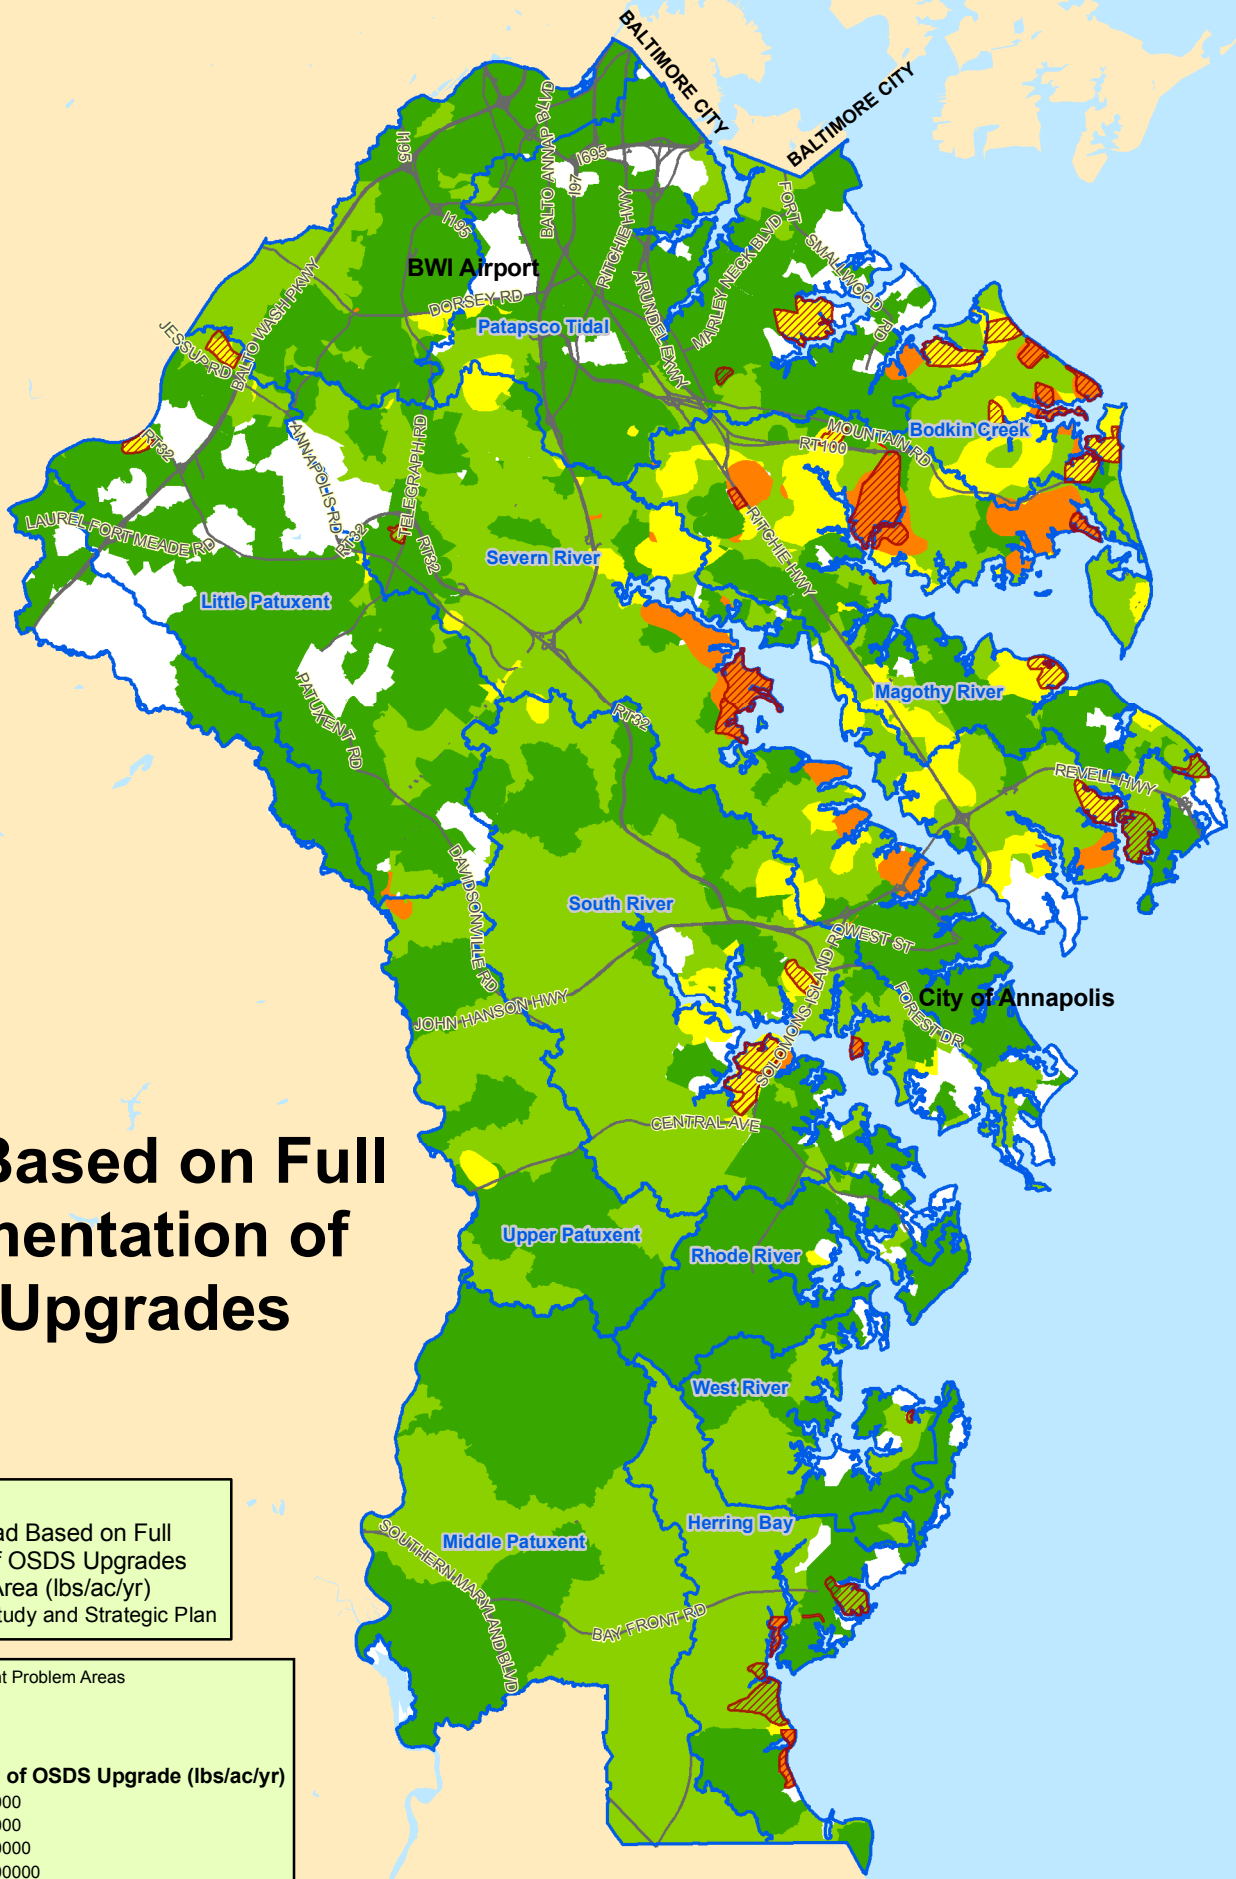 BALTIMORE CITY
BALTIMORE CITY
BALTO ANNAP BLVD
I695
I195
I97
I195
RITCHIE HWY
FORT SMALLWOOD RD
MARLEY NECK BLVD
ARUNDEL EXWY
BWI Airport
DORSEY RD
Patapsco Tidal
BALTO WASH PKWY
JESSUP RD
RT32
ANNAPOLIS RD
TELEGRAPH RD
MOUNTAIN RD
Bodkin Creek
RT100
RITCHIE HWY
LAUREL FORT MEADE RD
RT32
RT32
Severn River
Little Patuxent
PATUXENT RD
RT32
Magothy River
REVELL HWY
DAVIDSONVILLE RD
South River
WEST ST
SOLOMONS ISLAND RD
JOHN HANSON HWY
City of Annapolis
FOREST DR
CENTRAL AVE
Based on Full
mentation of
Upgrades
Upper Patuxent
Rhode River
West River
Herring Bay
Middle Patuxent
SOUTHERN MARYLAND BLVD
BAY FRONT RD
ad Based on Full
f OSDS Upgrades
Area (lbs/ac/yr)
tudy and Strategic Plan
t Problem Areas
of OSDS Upgrade (lbs/ac/yr)
000
000
0000
00000